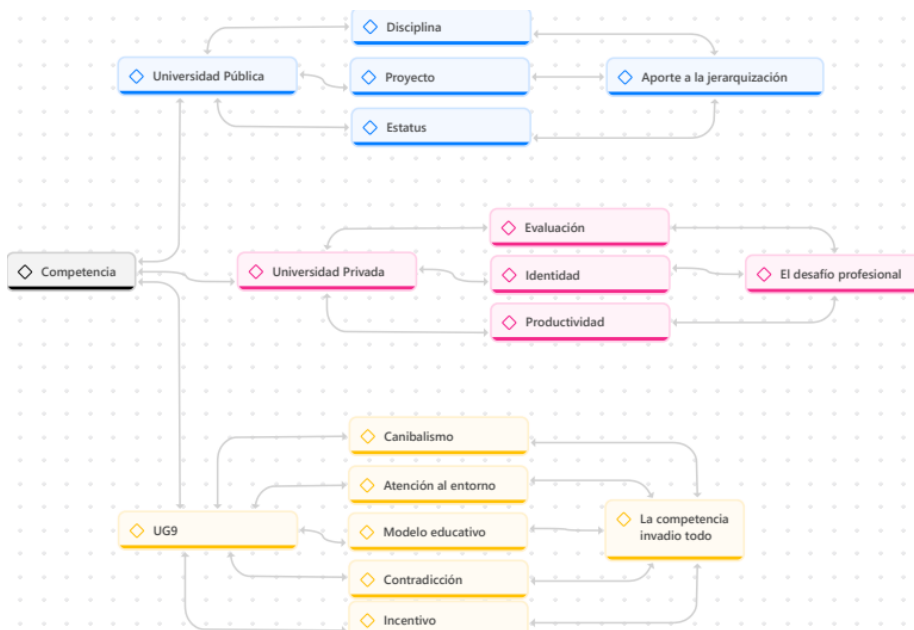 Disciplina
Universidad Pública
Proyecto
Aporte a la jerarquización
Estatus
Evaluación
Competencia
Universidad Privada
Identidad
El desafío profesional
Productividad
Canibalismo
Atención al entorno
UG9
Modelo educativo
La competencia
invadio todo
Contradicción
Incentivo